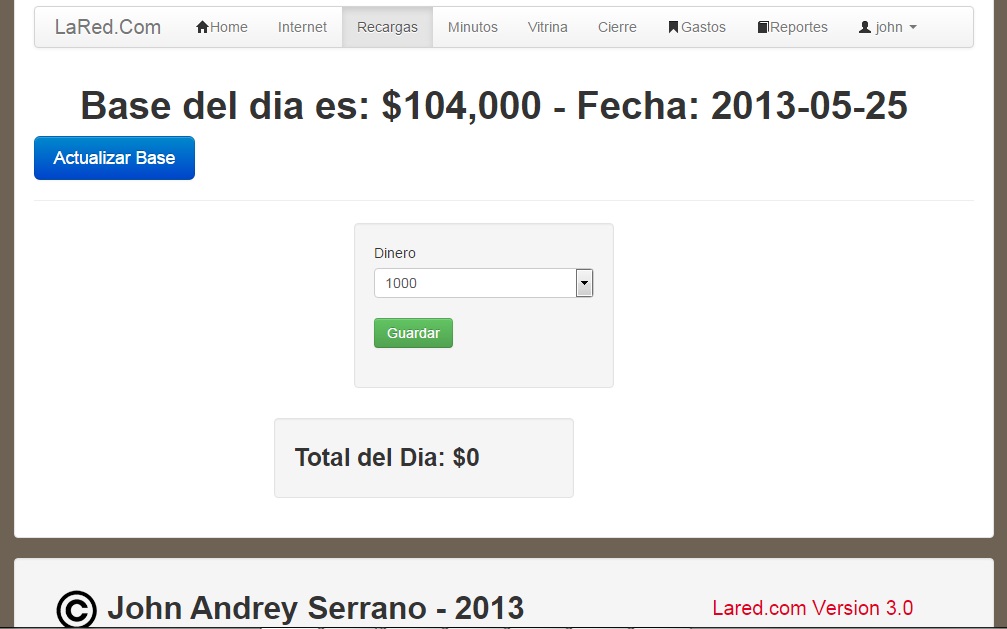 LaRed.Com Home Internet Recargas Minutos Vitrina Cierre Gastos Reportes john
Base del dia es: $104,000 - Fecha: 2013-05-25
Actualizar Base
Dinero
1000
Guardar
Total del Dia: $0
© John Andrey Serrano - 2013 Lared.com Version 3.0